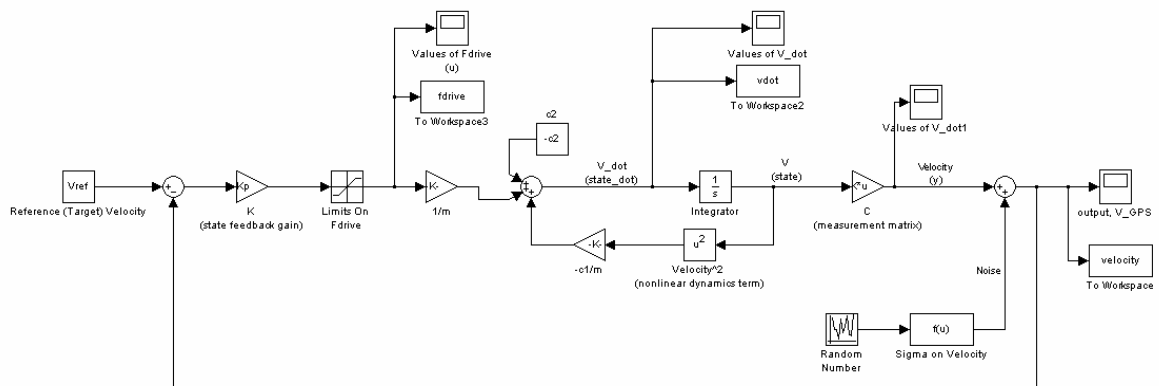 Values of Fdrive
(u)
fdrive
To Workspace3
c2
-c2
Values of V_dot
vdot
To Workspace2
Values of V_dot1
Vref
Reference (Target) Velocity
Kp
K
(state feedback gain)
Limits On
Fdrive
K-
1/m
V_dot
(state_dot)
1
s
Integrator
V
(state)
u
C
(measurement matrix)
Velocity
(y)
output, V_GPS
velocity
To Workspace
-K-
-c1/m
u2
Velocity^2
(nonlinear dynamics term)
Noise
Random
Number
f(u)
Sigma on Velocity